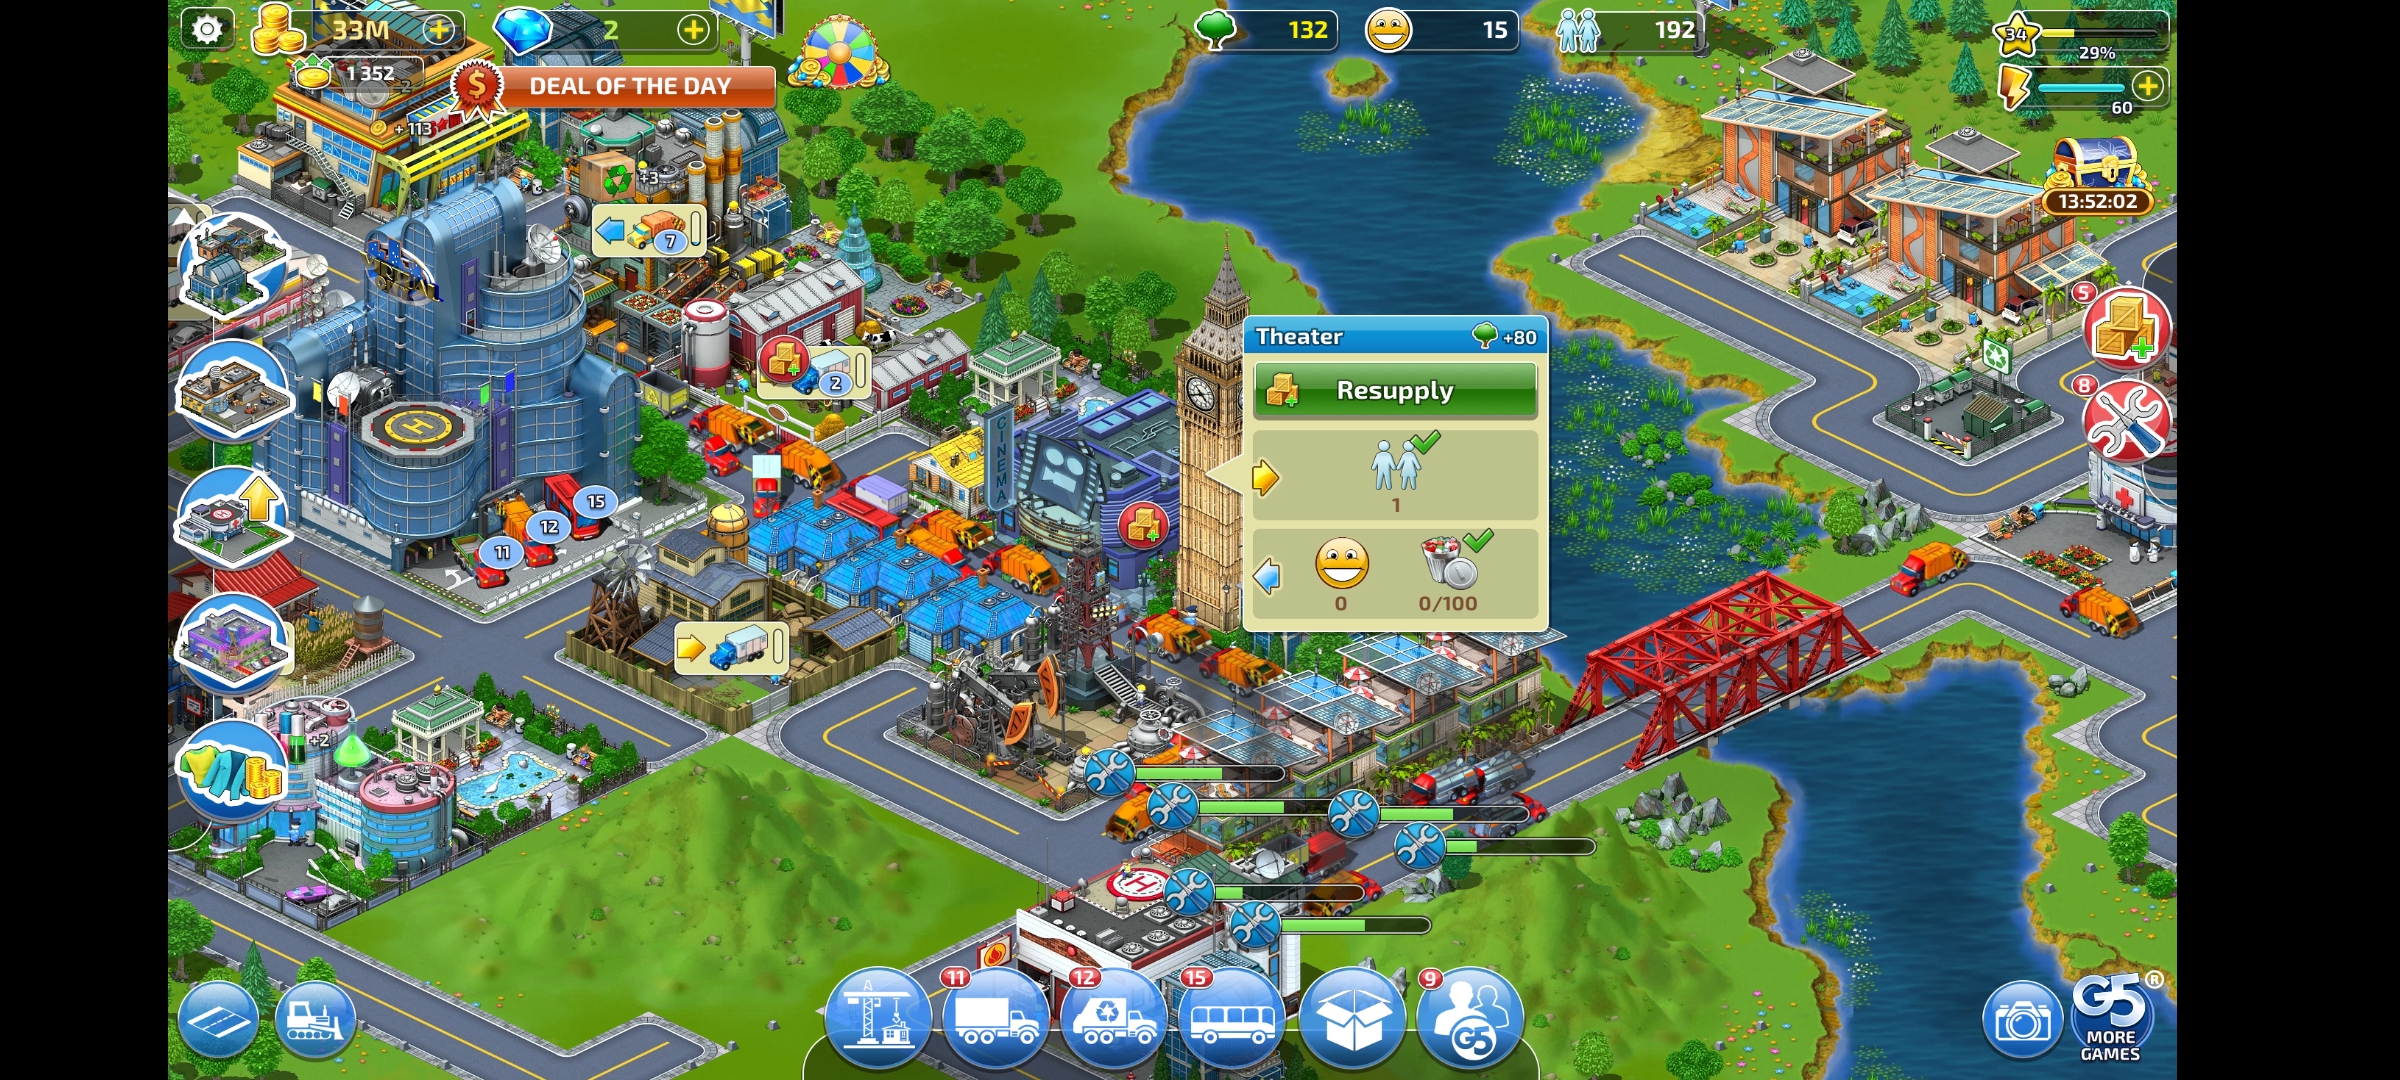 33M
2
132
15
192
34
29%
1 352
DEAL OF THE DAY
60
+113
+3
13:52:02
7
5
Theater
+80
2
Resupply
8
CINEMA
1
15
12
11
0
0/100
+2
H
H
11
12
15
9
G5
G5®
MORE
GAMES